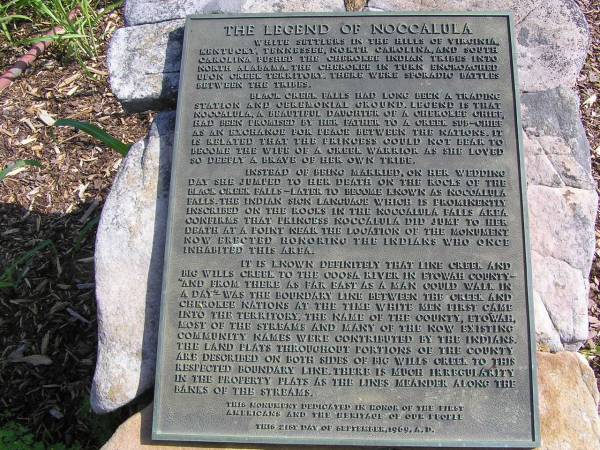 THE LEGEND OF NOCCALULA
WHITE SETTLERS IN THE HILLS OF VIRGINIA,
KENTUCKY, TENNESSEE, NORTH CAROLINA, AND SOUTH
CAROLINA PUSHED THE CHEROKEE INDIAN TRIBES INTO
NORTH ALABAMA. THE CHEROKEE IN TURN ENCROACHED
UPON CREEK TERRITORY. THERE WERE SPORADIC BATTLES
BETWEEN THE TRIBES.
BLACK CREEK FALLS HAD LONG BEEN A TRADING
STATION AND CEREMONIAL GROUND. LEGEND IS THAT
NOCCALULA, A BEAUTIFUL DAUGHTER OF A CHEROKEE CHIEF,
HAD BEEN PROMISED BY HER FATHER TO A CREEK SUB-CHIEF
AS AN EXCHANGE FOR PEACE BETWEEN THE NATIONS. IT
IS RELATED THAT THE PRINCESS COULD NOT BEAR TO
BECOME THE WIFE OF A CREEK WARRIOR AS SHE LOVED
SO DEEPLY A BRAVE OF HER OWN TRIBE.
INSTEAD OF BEING MARRIED, ON HER WEDDING
DAY SHE JUMPED TO HER DEATH ON THE ROCKS OF THE
BLACK CREEK FALLS-LATER TO BECOME KNOWN AS NOCCALULA
FALLS. THE INDIAN SIGN LANGUAGE WHICH IS PROMINENTLY
INSCRIBED ON THE ROCKS IN THE NOCCALULA FALLS AREA
CONFIRMS THAT PRINCESS NOCCALULA DID JUMP TO HER
DEATH AT A POINT NEAR THE LOCATION OF THE MONUMENT
NOW ERECTED HONORING THE INDIANS WHO ONCE
INHABITED THIS AREA.
IT IS KNOWN DEFINITELY THAT LINE CREEK AND
BIG WILLS CREEK TO THE COOSA RIVER IN ETOWAH COUNTY-
"AND FROM THERE AS FAR EAST AS A MAN COULD WALK IN
A DAY"-WAS THE BOUNDARY LINE BETWEEN THE CREEK AND
CHEROKEE NATIONS AT THE TIME WHITE MEN FIRST CAME
INTO THE TERRITORY. THE NAME OF THE COUNTY, ETOWAH,
MOST OF THE STREAMS AND MANY OF THE NOW EXISTING
COMMUNITY NAMES WERE CONTRIBUTED BY THE INDIANS.
THE LAND PLATS THROUGHOUT PORTIONS OF THE COUNTY
ARE DESCRIBED ON BOTH SIDES OF BIG WILLS CREEK TO THIS
RESPECTED BOUNDARY LINE. THERE IS MUCH IRREGULARITY
IN THE PROPERTY PLATS AS THE LINES MEANDER ALONG THE
BANKS OF THE STREAMS.
THIS MONUMENT DEDICATED IN HONOR OF THE FIRST
AMERICANS AND THE HERITAGE OF OUR PEOPLE
THIS 21ST DAY OF SEPTEMBER, 1969, A.D.